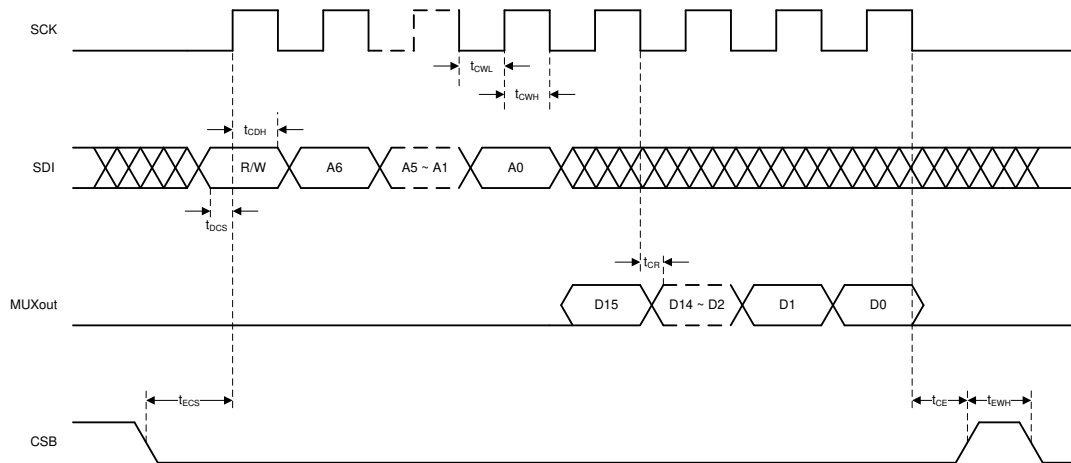 SCK
tCWL
tCWH
tCDH
SDI
R/W
A6
A5 ~ A1
A0
tDCS
tCR
MUXout
D15
D14 ~ D2
D1
D0
tECS
tCE
tEWH
CSB